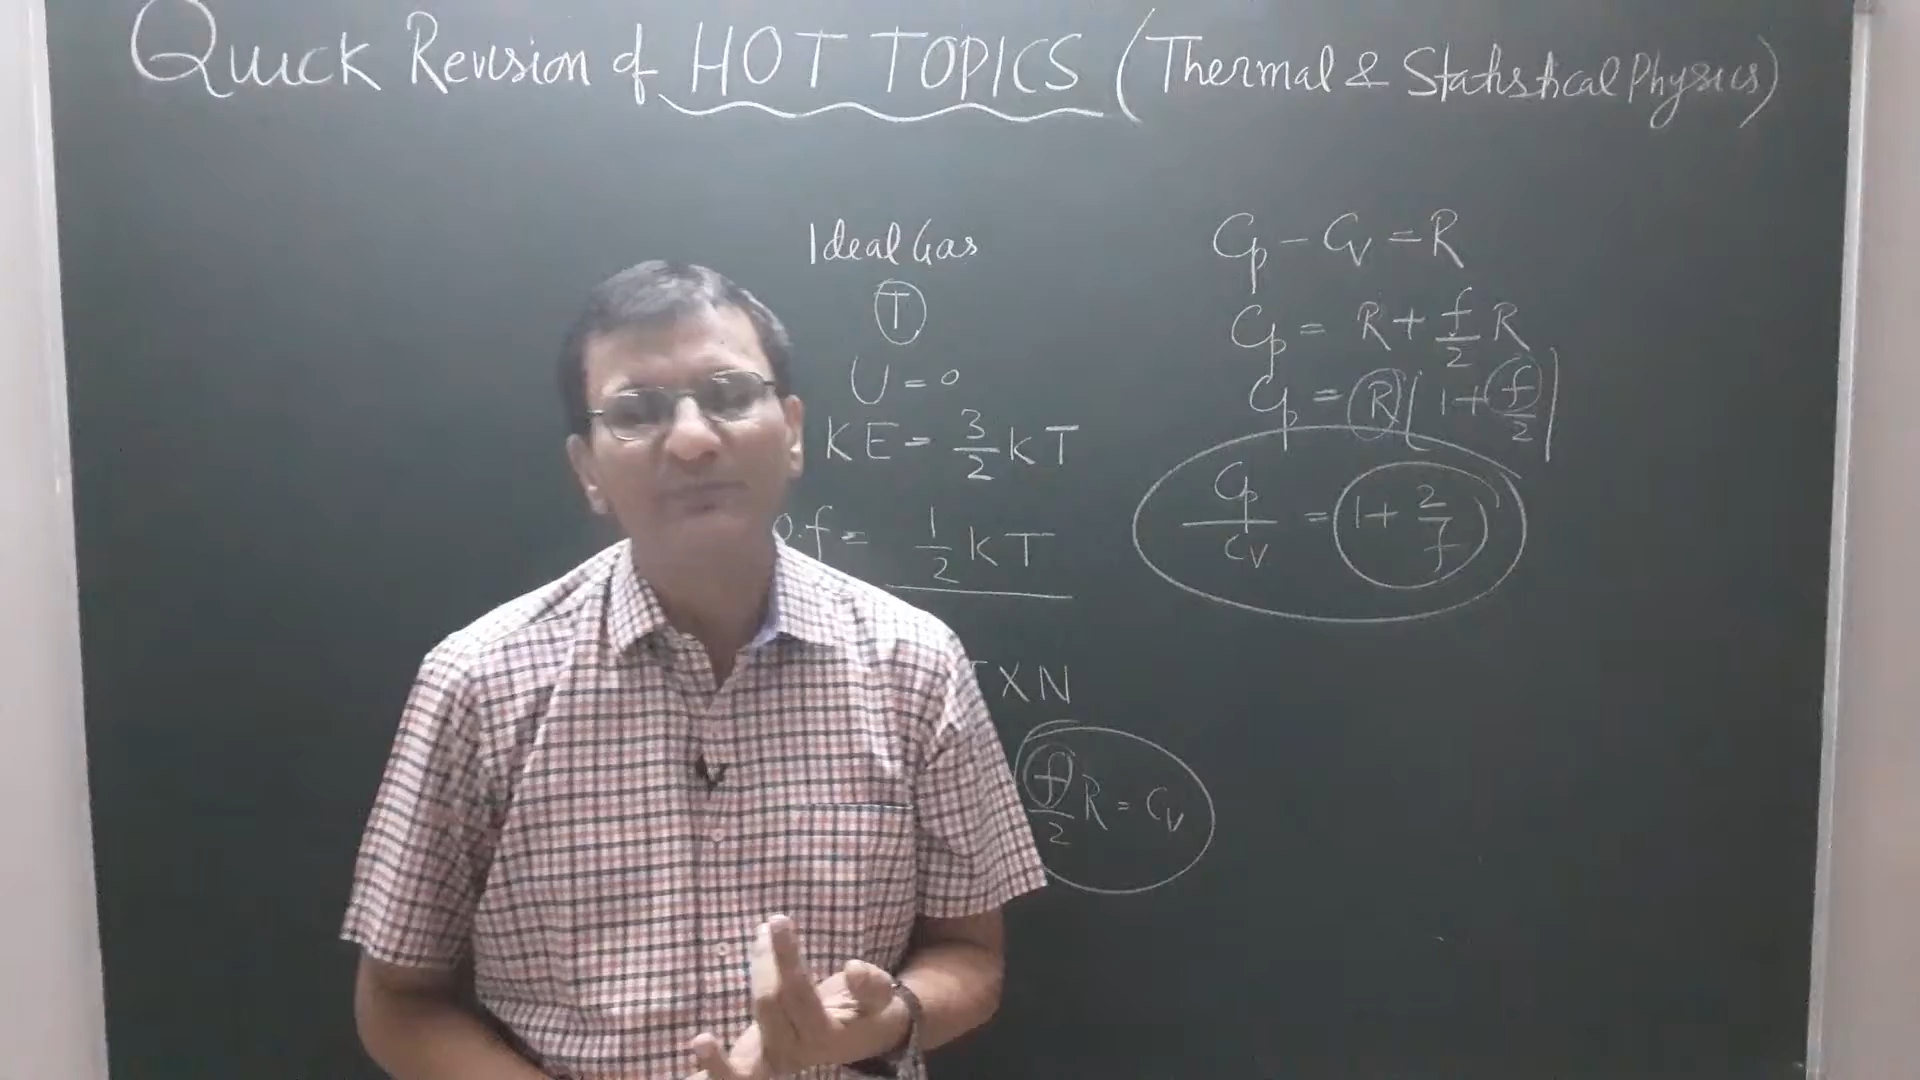 Quick Revision of HOT TOPICS (Thermal & Statistical Physics)
Ideal Gas
T
U = 0
KE = 3/2 kT
o.f = 1/2 kT
X N
f/2 R = Cv
Cp - Cv = R
Cp = R + f/2 R
Cp = R(1+ f/2)
Cp/Cv = 1+ 2/f